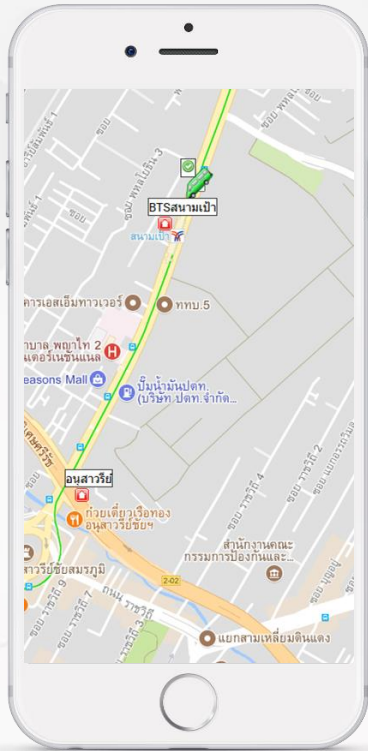 ซอย พหลโยธิน 3
ซอย
BTSสนามเป้า
สนามเป้า
คารเอสเอ็มทาวเวอร์
ททบ.5
าบาล พญาไท 2
เตอร์เนชั่นแนล
easons Mall
ปั๊มน้ำมันปตท.
(บริษัท ปตท.จำกัด...
อนุสาวรีย์
ก๋วยเตี๋ยวเรือทอง
อนุสาวรีย์ชัยฯ
สำนักงานคณะ
กรรมการป้องกันและ...
ซอย ราชวิถี 4
ซอย ราชวิถี 2
าวรีย์ชัยสมรภูมิ
2-02
ถนน ราชวิถี
ซอย ราชวิถี 9
ซอย ราชวิถี 7
ซอย ราชวิถี 3
แยกสามเหลี่ยมดินแดง